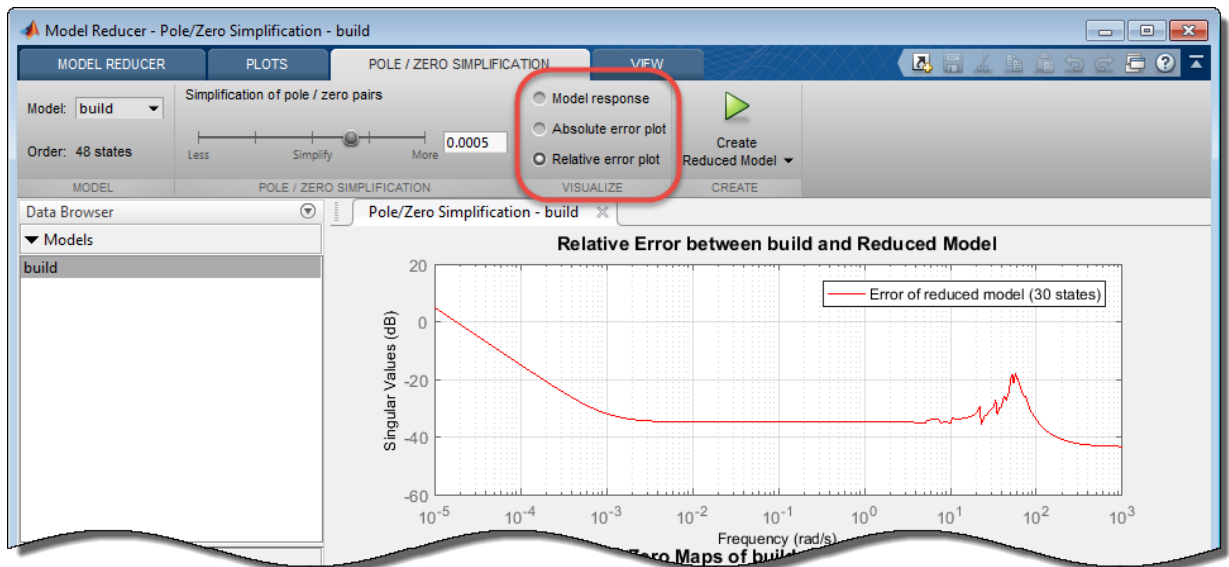 Model Reducer - Pole/Zero Simplification - build
MODEL REDUCER
PLOTS
POLE / ZERO SIMPLIFICATION
VIEW
Model: build
Order: 48 states
MODEL
Simplification of pole / zero pairs
Less
Simplify
More
0.0005
POLE / ZERO SIMPLIFICATION
Model response
Absolute error plot
Relative error plot
VISUALIZE
Create
Reduced Model
CREATE
Data Browser
Models
build
Pole/Zero Simplification - build
Relative Error between build and Reduced Model
Error of reduced model (30 states)
Singular Values (dB)
20
0
-20
-40
-60
10^-5
10^-4
10^-3
10^-2
10^-1
10^0
10^1
10^2
10^3
Frequency (rad/s)
Maps of build